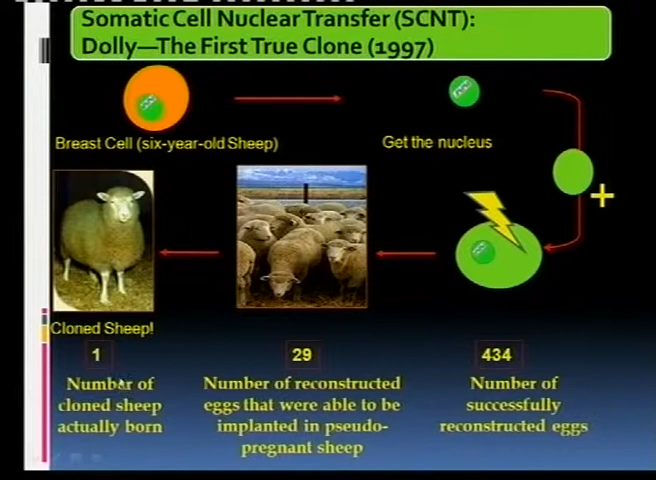 Somatic Cell Nuclear Transfer (SCNT):
Dolly—The First True Clone (1997)
Breast Cell (six-year-old Sheep)
Get the nucleus
+
Cloned Sheep!
1
Number of
cloned sheep
actually born
29
Number of reconstructed
eggs that were able to be
implanted in pseudo-
pregnant sheep
434
Number of
successfully
reconstructed eggs